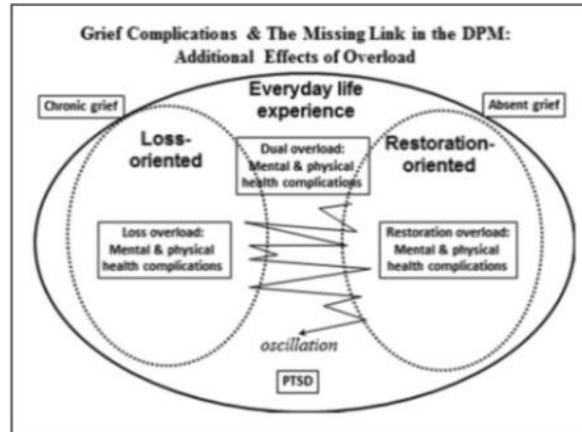 Grief Complications & The Missing Link in the DPM:
Additional Effects of Overload
Everyday life
experience
Chronic grief
Absent grief
Loss-
oriented
Restoration-
oriented
Dual overload:
Mental & physical
health complications
Loss overload:
Mental & physical
health complications
Restoration overload:
Mental & physical
health complications
oscillation
PTSD